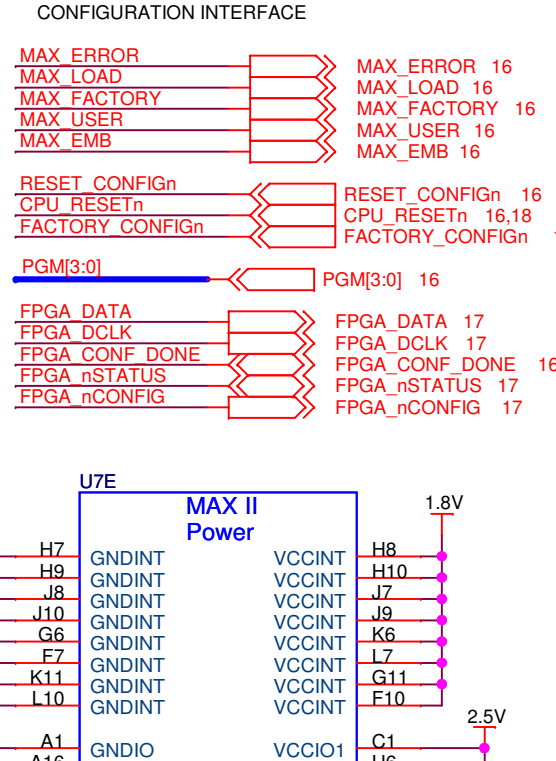 CONFIGURATION INTERFACE
MAX_ERROR MAX_ERROR 16
MAX_LOAD MAX_LOAD 16
MAX_FACTORY MAX_FACTORY 16
MAX_USER MAX_USER 16
MAX_EMB MAX_EMB 16
RESET_CONFIGn RESET_CONFIGn 16
CPU_RESETn CPU_RESETn 16,18
FACTORY_CONFIGn FACTORY_CONFIGn
PGM[3:0] PGM[3:0] 16
FPGA_DATA FPGA_DATA 17
FPGA_DCLK FPGA_DCLK 17
FPGA_CONF_DONE FPGA_CONF_DONE 16
FPGA_nSTATUS FPGA_nSTATUS 17
FPGA_nCONFIG FPGA_nCONFIG 17
U7E
MAX II 1.8V
Power
H7 GNDINT VCCINT H8
H9 GNDINT VCCINT H10
J8 GNDINT VCCINT J7
J10 GNDINT VCCINT J9
G6 GNDINT VCCINT K6
F7 GNDINT VCCINT L7
K11 GNDINT VCCINT G11
L10 GNDINT VCCINT F10
2.5V
A1 GNDIO VCCIO1 C1